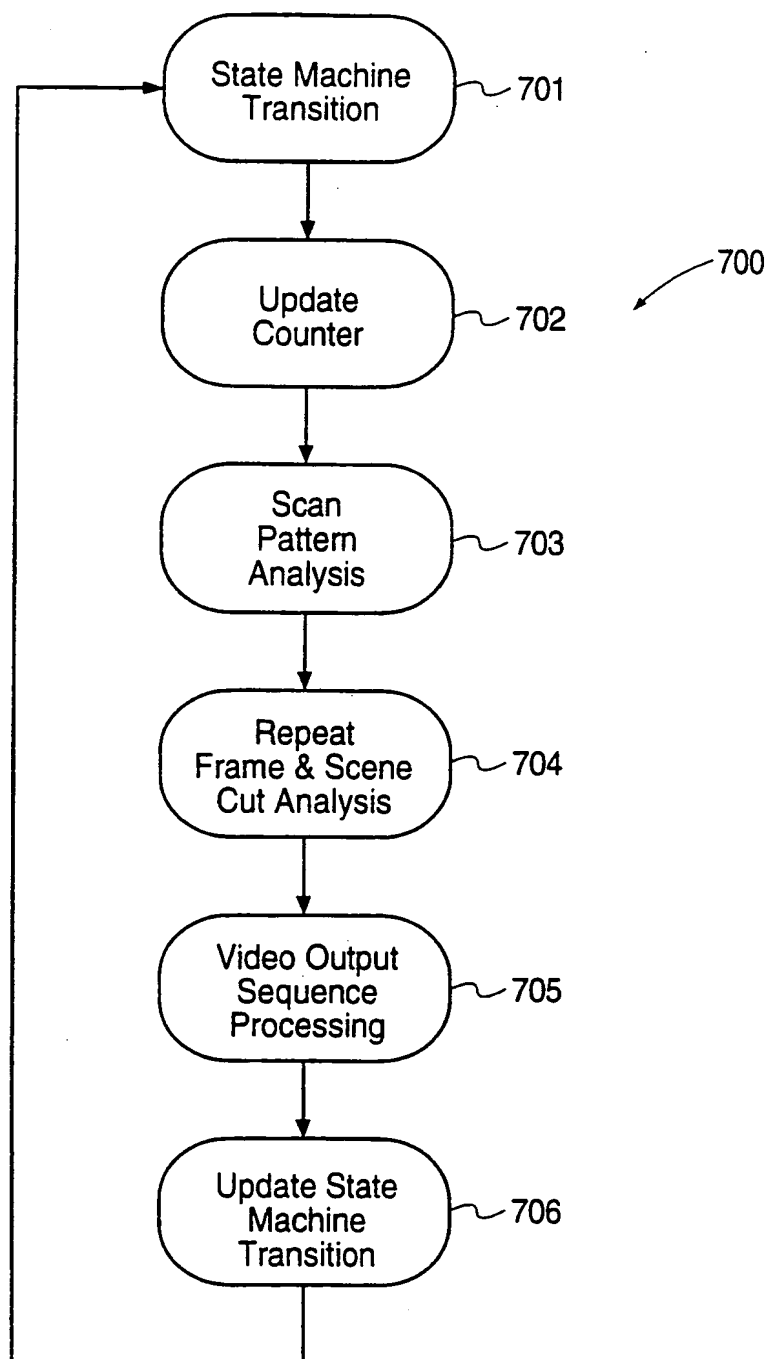 State Machine
Transition
701
Update
Counter
702
700
Scan
Pattern
Analysis
703
Repeat
Frame & Scene
Cut Analysis
704
Video Output
Sequence
Processing
705
Update State
Machine
Transition
706